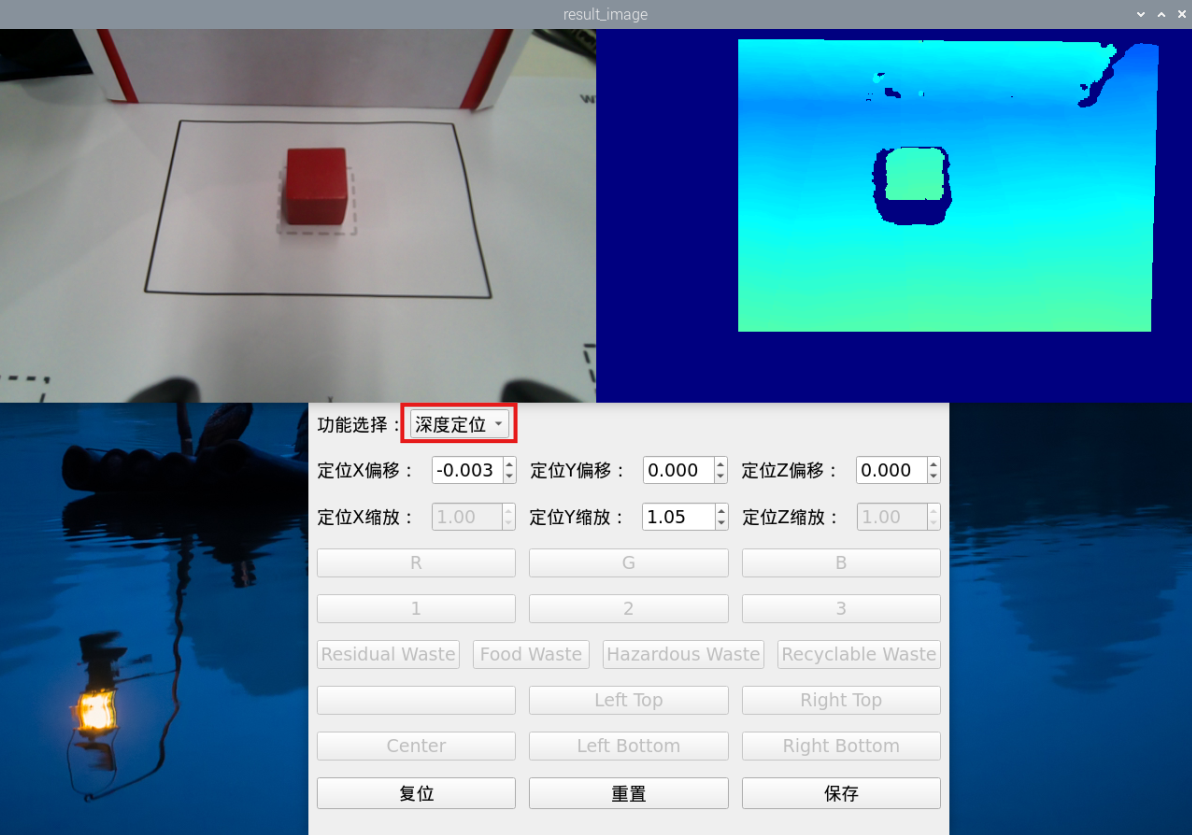 result_image
W
功能选择： 深度定位
定位X偏移： -0.003 定位Y偏移： 0.000 定位Z偏移： 0.000
定位X缩放： 1.00 定位Y缩放： 1.05 定位Z缩放： 1.00
R G B
1 2 3
Residual Waste Food Waste Hazardous Waste Recyclable Waste
Left Top Right Top
Center Left Bottom Right Bottom
复位 重置 保存